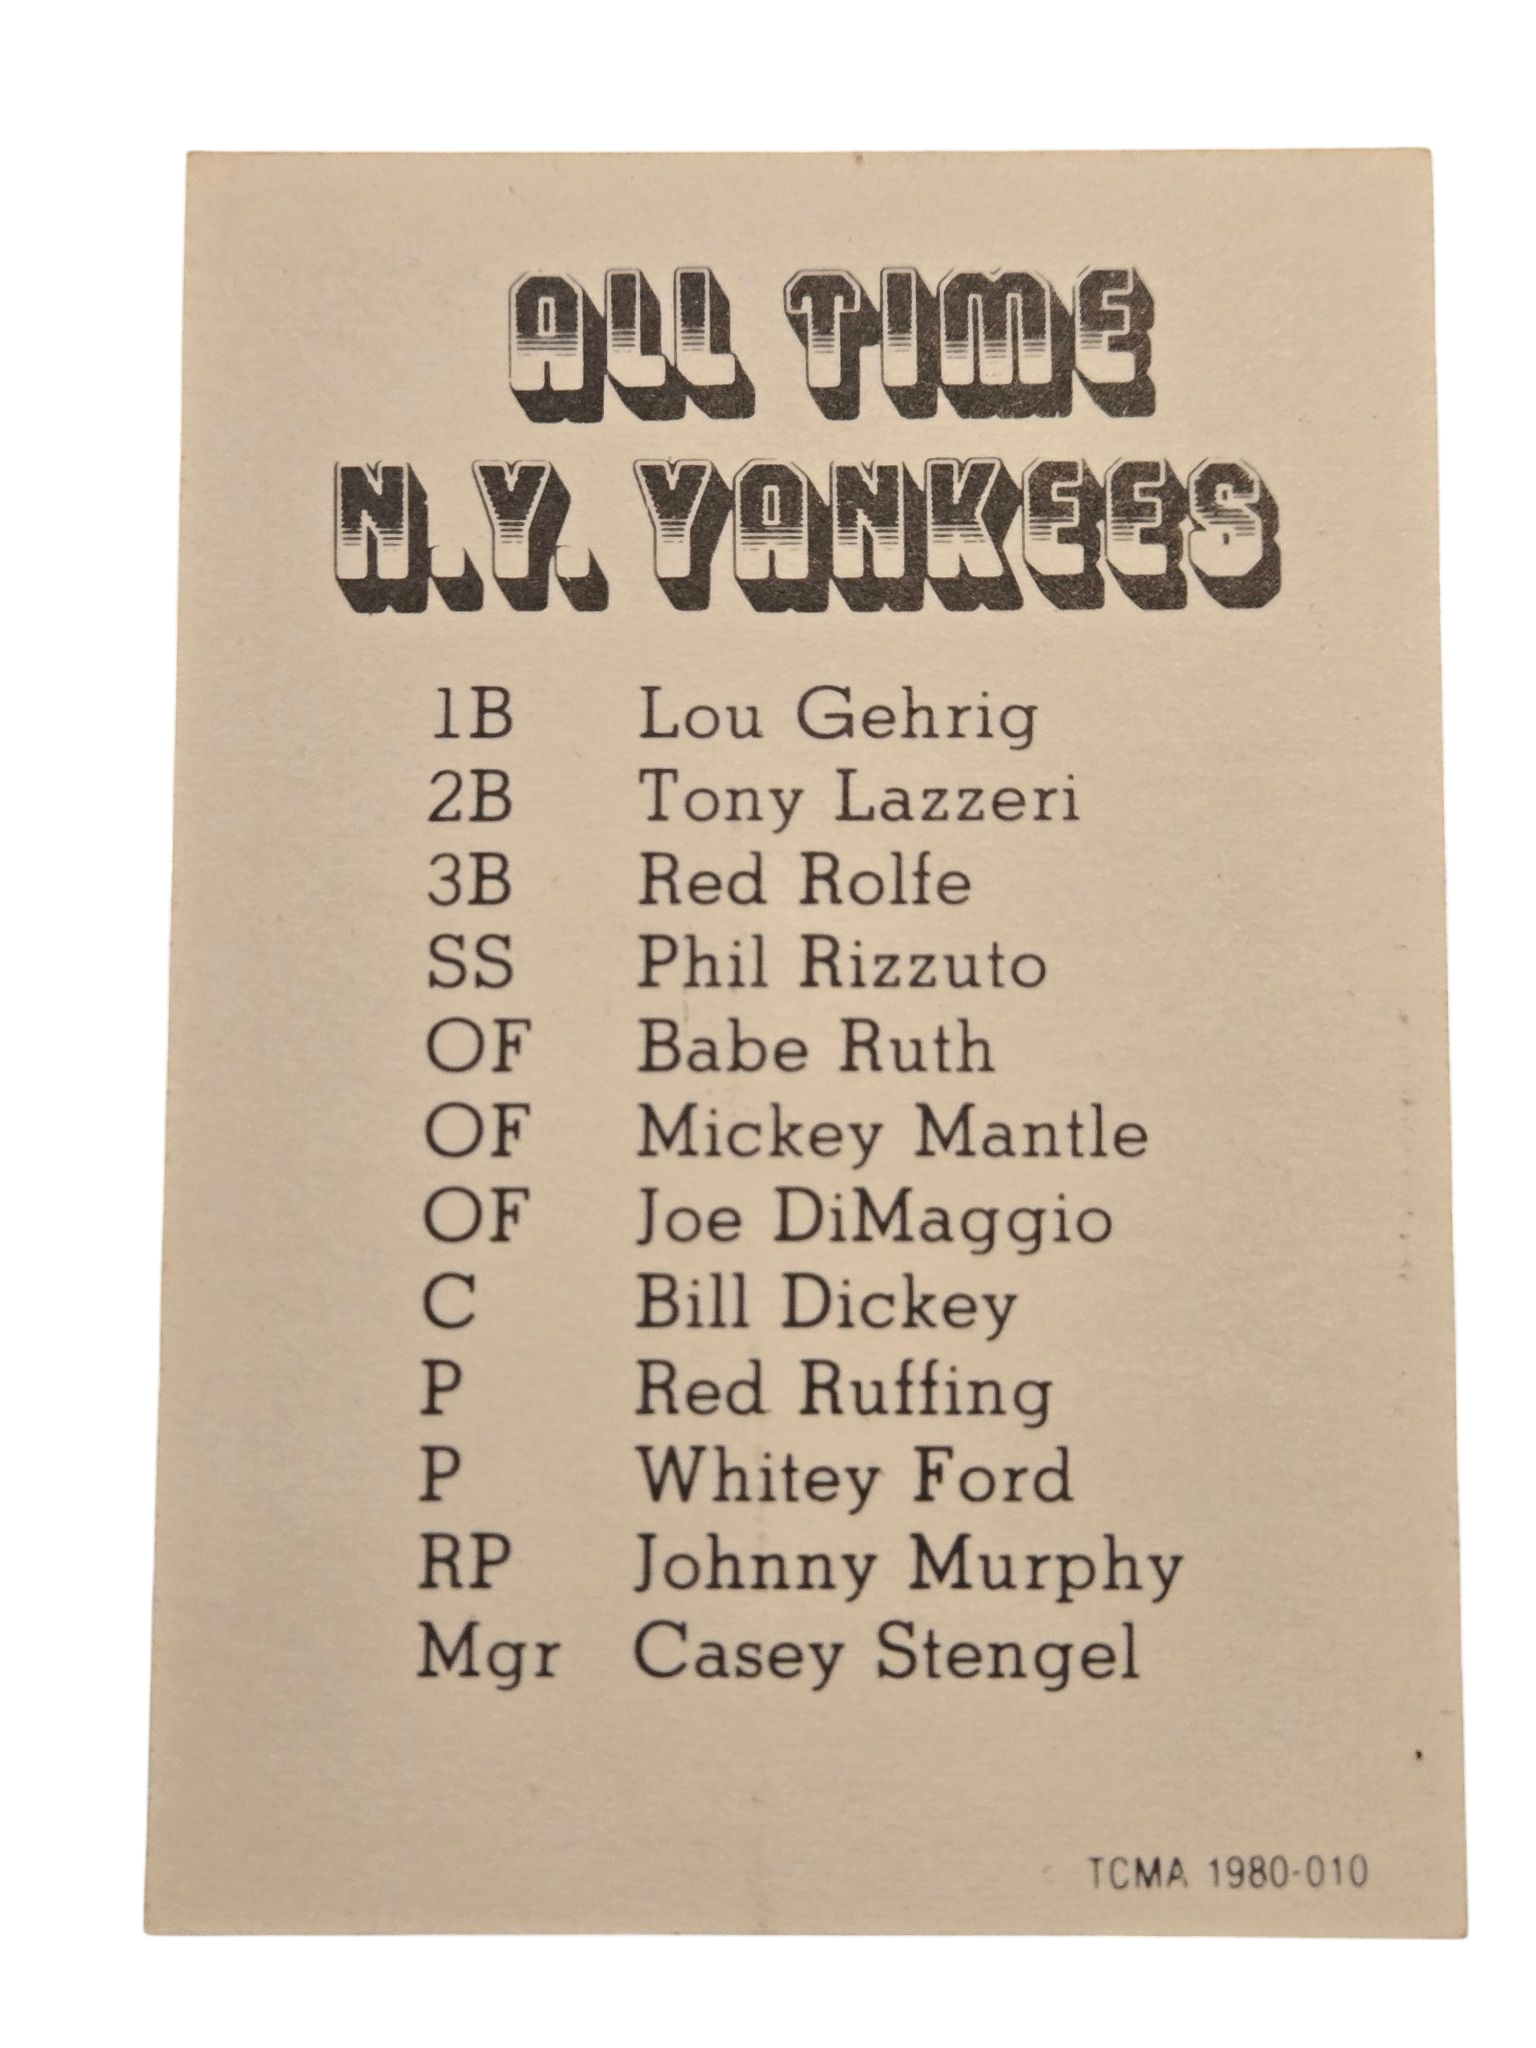 ALL TIME
N.Y. YANKEES
1B Lou Gehrig
2B Tony Lazzeri
3B Red Rolfe
SS Phil Rizzuto
OF Babe Ruth
OF Mickey Mantle
OF Joe DiMaggio
C Bill Dickey
P Red Ruffing
P Whitey Ford
RP Johnny Murphy
Mgr Casey Stengel
TCMA 1980-010